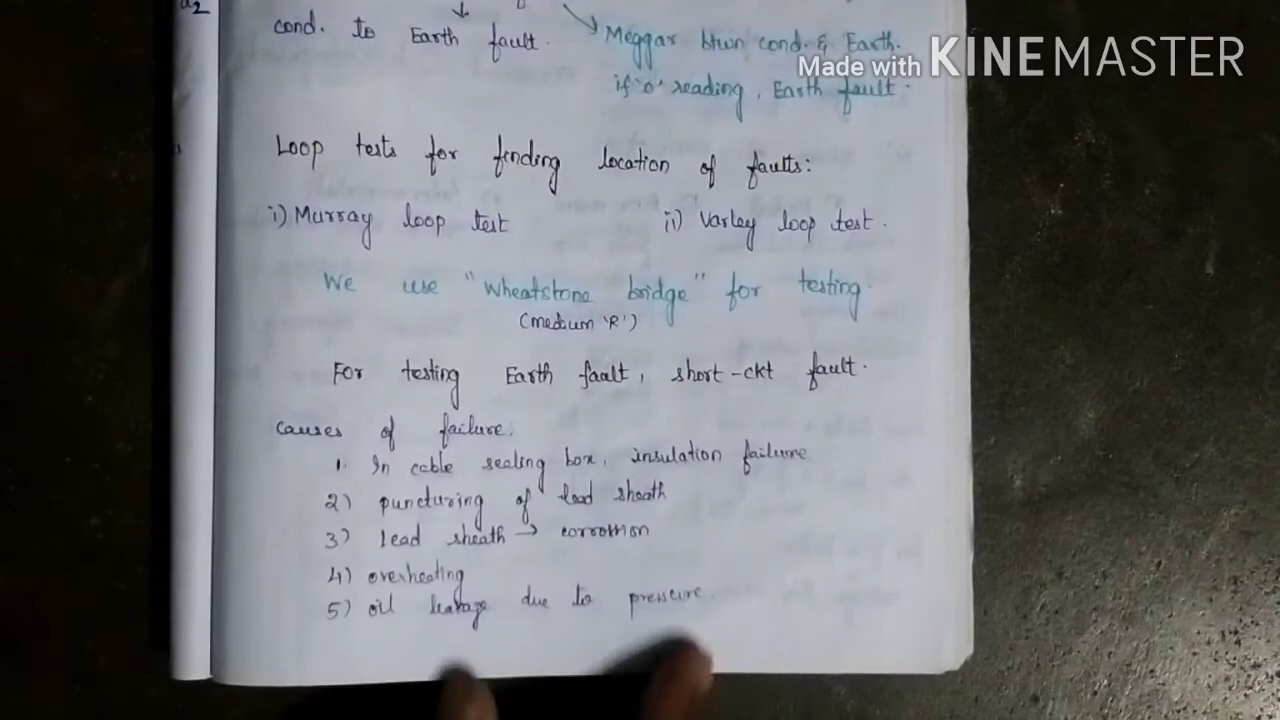 cond. to Earth fault.
Meggar btwn cond. & Earth.
if 'o' reading, Earth fault.
Made with KINEMASTER
Loop tests for finding location of faults:
i) Murray loop test
ii) Varley loop test.
We use "Wheatstone bridge" for testing.
(medium 'R')
For testing Earth faalt, short-ckt fault.
causes of failure.
1. In cable sealing box, insulation failure
2) puncturing of lead sheath
3) lead sheath → corrossion
4) overheating
5) oil leakage due to pressure.